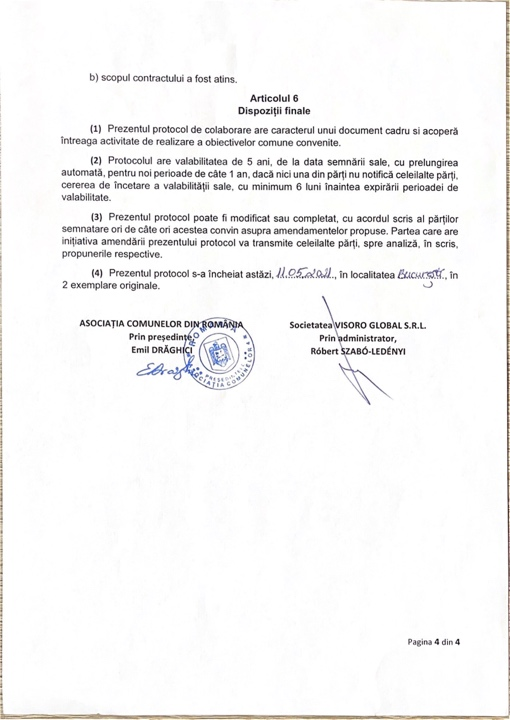 b) scopul contractului a fost atins.
Articolul 6
Dispoziții finale
(1) Prezentul protocol de colaborare are caracterul unui document cadru si acoperă
întreaga activitate de realizare a obiectivelor comune convenite.
(2) Protocolul are valabilitatea de 5 ani, de la data semnării sale, cu prelungirea
automată, pentru noi perioade de câte 1 an, dacă nici una din părți nu notifică celeilalte părți,
cererea de încetare a valabilității sale, cu minimum 6 luni înaintea expirării perioadei de
valabilitate.
(3) Prezentul protocol poate fi modificat sau completat, cu acordul scris al părților
semnatare ori de câte ori acestea convin asupra amendamentelor propuse. Partea care are
inițiativa amendării prezentului protocol va transmite celeilalte părți, spre analiză, în scris,
propunerile respective.
(4) Prezentul protocol s-a încheiat astăzi, 11.05.2021, în localitatea București, în
2 exemplare originale.
ASOCIAȚIA COMUNELOR DIN ROMÂNIA
Prin președinte
Emil DRĂGHICI
Societatea VISORO GLOBAL S.R.L.
Prin administrator,
Róbert SZABÓ-LEDÉNYI
ROMÂNIA
PREȘEDINTELE
ASOCIAȚIA COMUNELOR
Pagina 4 din 4